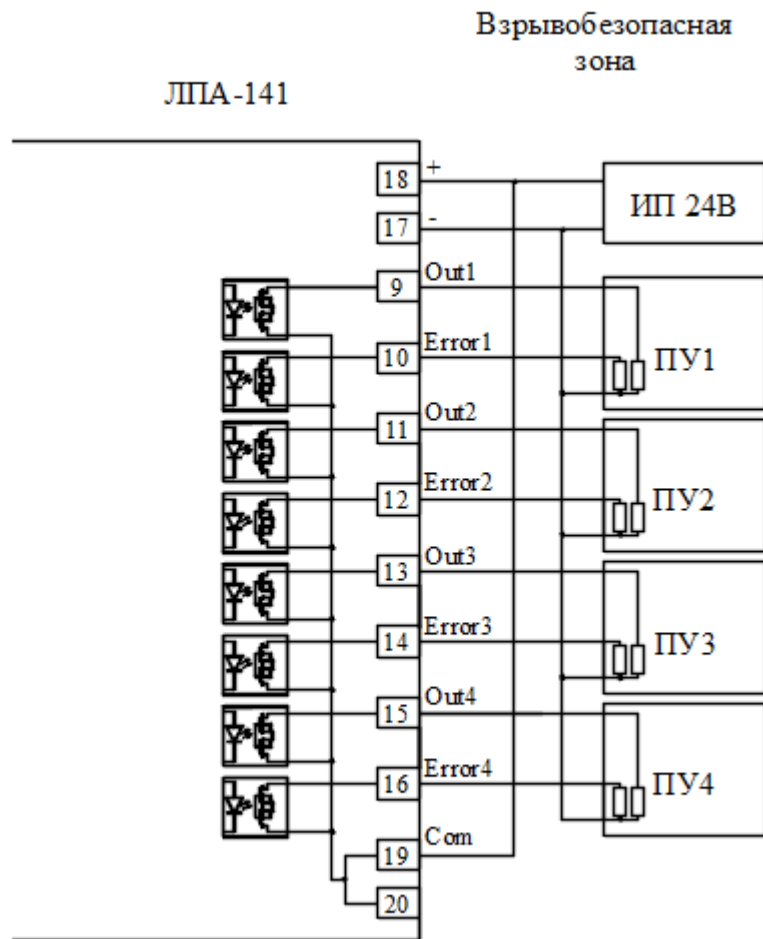 Взрывобезопасная
зона
ЛПА-141
18 + ИП 24В
17 -
9 Out1
10 Error1 ПУ1
11 Out2
12 Error2 ПУ2
13 Out3
14 Error3 ПУ3
15 Out4
16 Error4 ПУ4
19 Com
20